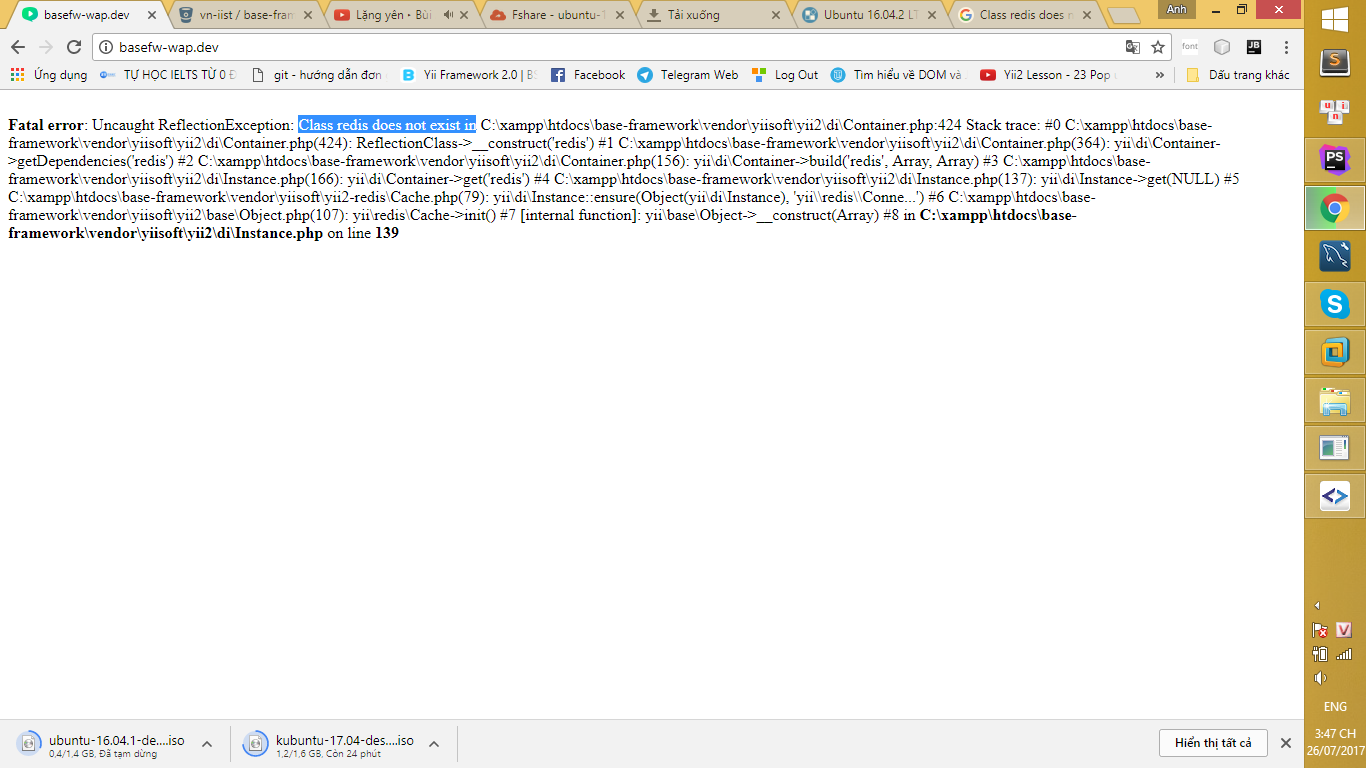 basefw-wap.dev
vn-iist / base-fram
Lặng yên • Bùi
Fshare - ubuntu-1
Tải xuống
Ubuntu 16.04.2 LT
Class redis does n
Anh
basefw-wap.dev
font
JB
Ứng dụng
TỰ HỌC IELTS TỪ 0 Đ
git - hướng dẫn đơn
Yii Framework 2.0 | BS
Facebook
Telegram Web
Log Out
Tìm hiểu về DOM và
Yii2 Lesson - 23 Pop u
»
Dấu trang khác
Fatal error: Uncaught ReflectionException: Class redis does not exist in C:\xampp\htdocs\base-framework\vendor\yiisoft\yii2\di\Container.php:424 Stack trace: #0 C:\xampp\htdocs\base-
framework\vendor\yiisoft\yii2\di\Container.php(424): ReflectionClass->__construct('redis') #1 C:\xampp\htdocs\base-framework\vendor\yiisoft\yii2\di\Container.php(364): yii\di\Container-
>getDependencies('redis') #2 C:\xampp\htdocs\base-framework\vendor\yiisoft\yii2\di\Container.php(156): yii\di\Container->build('redis', Array, Array) #3 C:\xampp\htdocs\base-
framework\vendor\yiisoft\yii2\di\Instance.php(166): yii\di\Container->get('redis') #4 C:\xampp\htdocs\base-framework\vendor\yiisoft\yii2\di\Instance.php(137): yii\di\Instance->get(NULL) #5
C:\xampp\htdocs\base-framework\vendor\yiisoft\yii2-redis\Cache.php(79): yii\di\Instance::ensure(Object(yii\di\Instance), 'yii\\redis\\Conne...') #6 C:\xampp\htdocs\base-
framework\vendor\yiisoft\yii2\base\Object.php(107): yii\redis\Cache->init() #7 [internal function]: yii\base\Object->__construct(Array) #8 in C:\xampp\htdocs\base-
framework\vendor\yiisoft\yii2\di\Instance.php on line 139
ubuntu-16.04.1-de....iso
0,4/1,4 GB, Đã tạm dừng
kubuntu-17.04-des....iso
1,2/1,6 GB, Còn 24 phút
Hiển thị tất cả
S
u i
n
PS
S
V
ENG
3:47 CH
26/07/2017